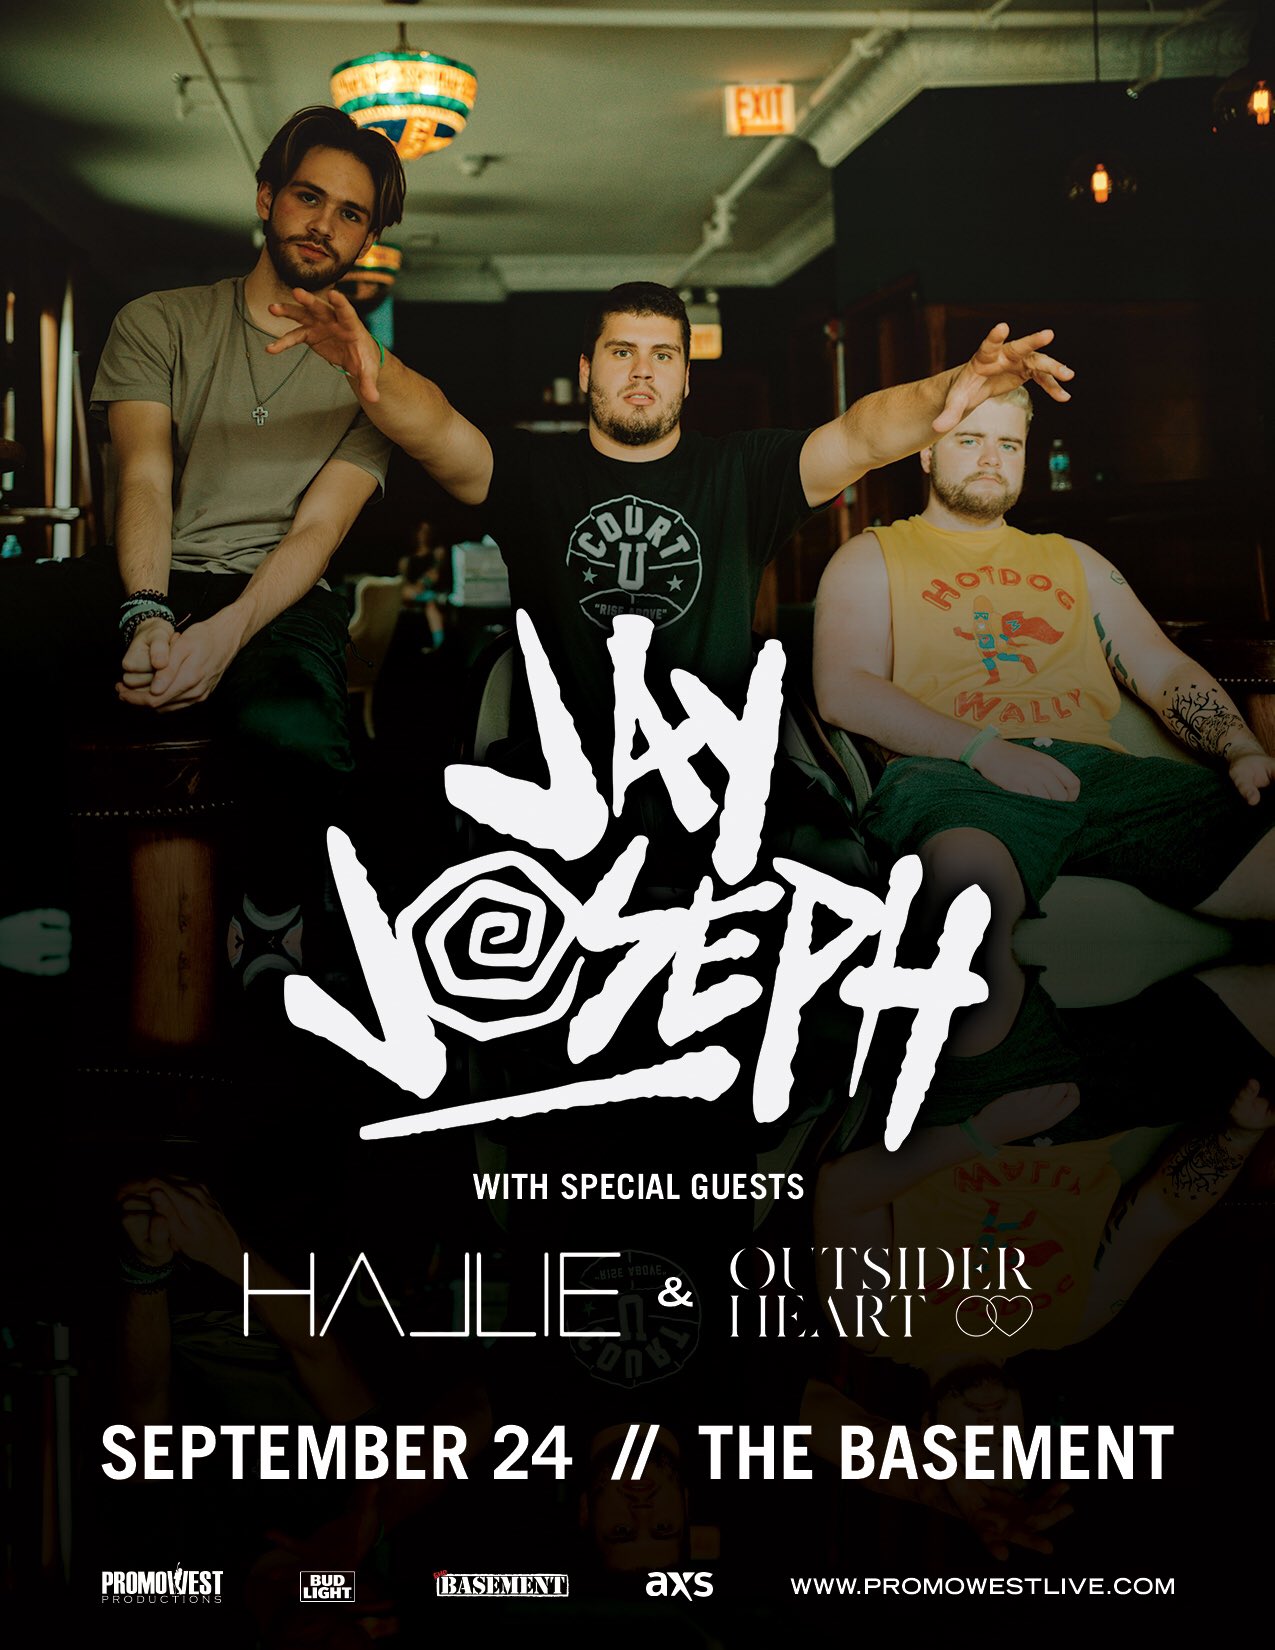 EXIT
COURT
U
"RISE ABOVE"
HOTDOG
WALLY
JAY
JOSEPH
WITH SPECIAL GUESTS
HALLIE & OUTSIDER
HEART
SEPTEMBER 24 // THE BASEMENT
PROMOWEST
PRODUCTIONS
BUD
LIGHT
THE
BASEMENT
axs
WWW.PROMOWESTLIVE.COM